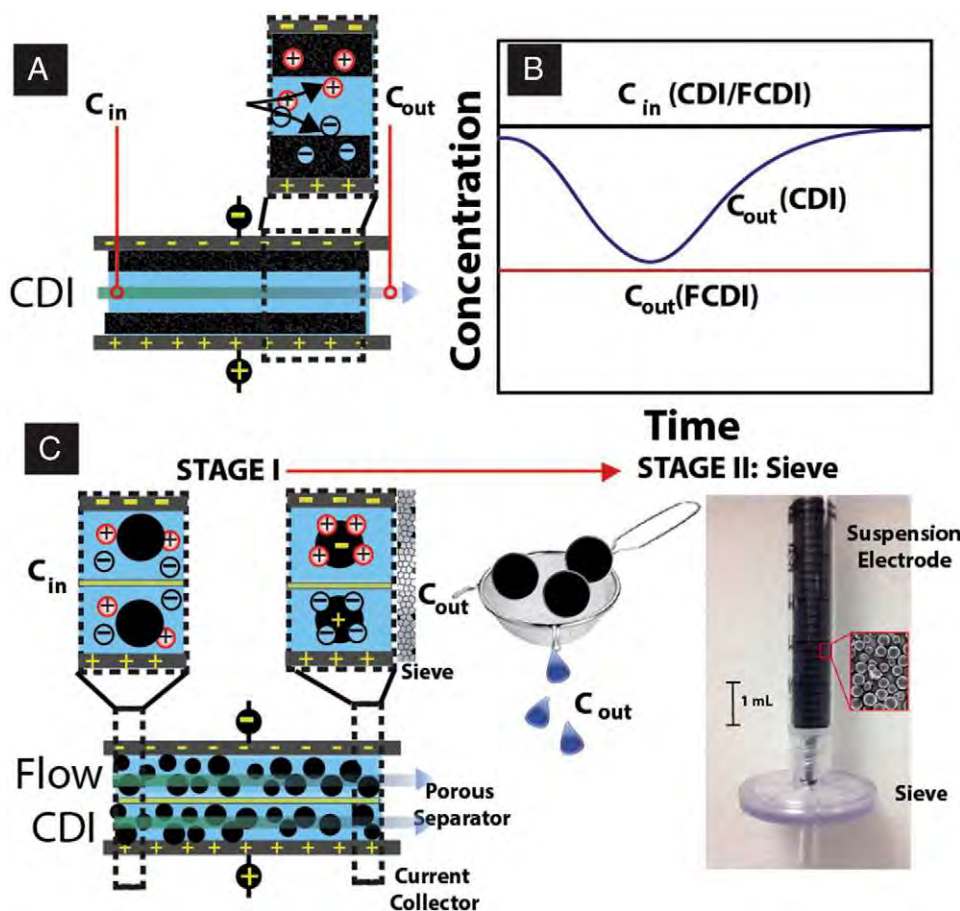 A
C in
C out
CDI
B
C in (CDI/FCDI)
C out (CDI)
C out (FCDI)
Concentration
Time
C
STAGE I
STAGE II: Sieve
C in
C out
Sieve
C out
Suspension
Electrode
1 mL
Sieve
Flow
CDI
Porous
Separator
Current
Collector